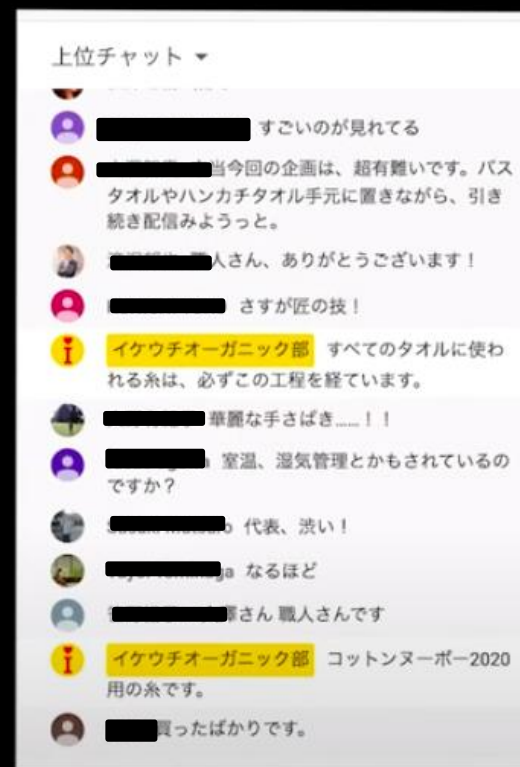 上位チャット
すごいのが見れてる
当今回の企画は、超有難いです。バス
タオルやハンカチタオル手元に置きながら、引き
続き配信みようっと。
人さん、ありがとうございます！
さすが匠の技！
イケウチオーガニック部 すべてのタオルに使わ
れる糸は、必ずこの工程を経ています。
華麗な手さばき……！！
室温、湿気管理とかもされているの
ですか？
代表、渋い！
ga なるほど
澤さん 職人さんです
イケウチオーガニック部 コットンヌーボー2020
用の糸です。
買ったばかりです。